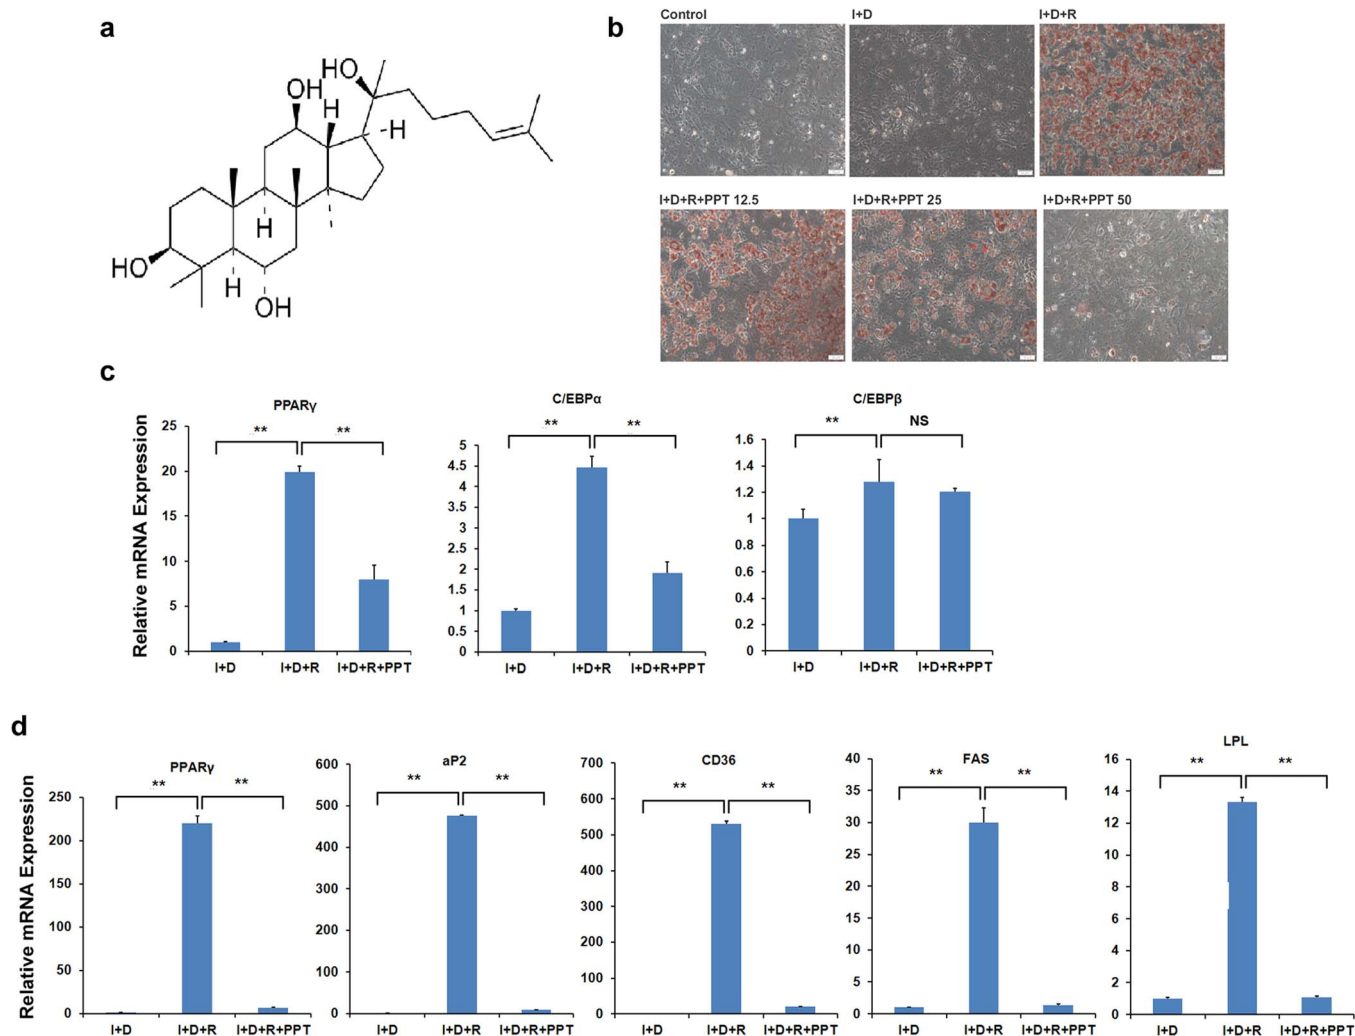 a
HO
OH
H
H
H
HO
H
OH
b
Control
I+D
I+D+R
I+D+R+PPT 12.5
I+D+R+PPT 25
I+D+R+PPT 50
c
Relative mRNA Expression
PPARγ
** **
25
20
15
10
5
0
I+D I+D+R I+D+R+PPT
C/EBPα
** **
5
4.5
4
3.5
3
2.5
2
1.5
1
0.5
0
I+D I+D+R I+D+R+PPT
C/EBPβ
** NS
1.6
1.4
1.2
1
0.8
0.6
0.4
0.2
0
I+D I+D+R I+D+R+PPT
d
Relative mRNA Expression
PPARγ
** **
250
200
150
100
50
0
I+D I+D+R I+D+R+PPT
aP2
** **
600
500
400
300
200
100
0
I+D I+D+R I+D+R+PPT
CD36
** **
700
600
500
400
300
200
100
0
I+D I+D+R I+D+R+PPT
FAS
** **
40
35
30
25
20
15
10
5
0
I+D I+D+R I+D+R+PPT
LPL
** **
16
14
12
10
8
6
4
2
0
I+D I+D+R I+D+R+PPT